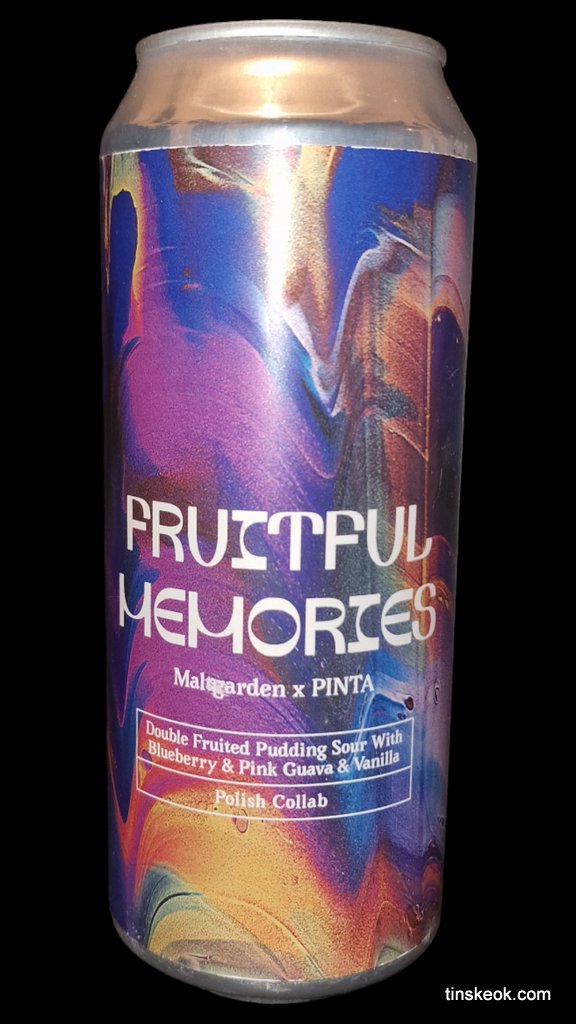 FRUITFUL
MEMORIES
Maltgarden x PINTA
Double Fruited Pudding Sour With
Blueberry & Pink Guava & Vanilla
Polish Collab
tinskeok.com